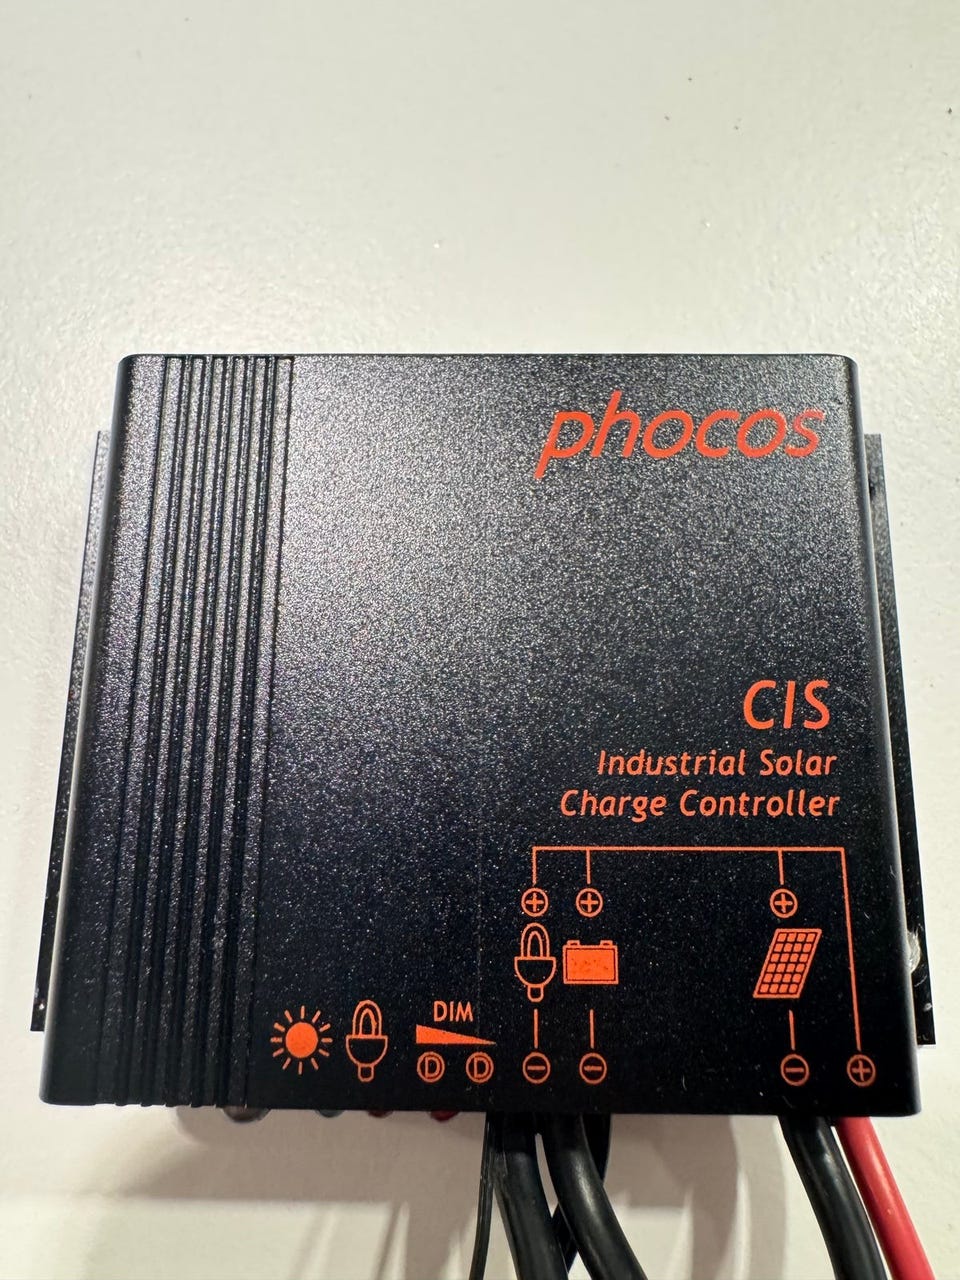 phocos
CIS
Industrial Solar
Charge Controller
DIM
D D